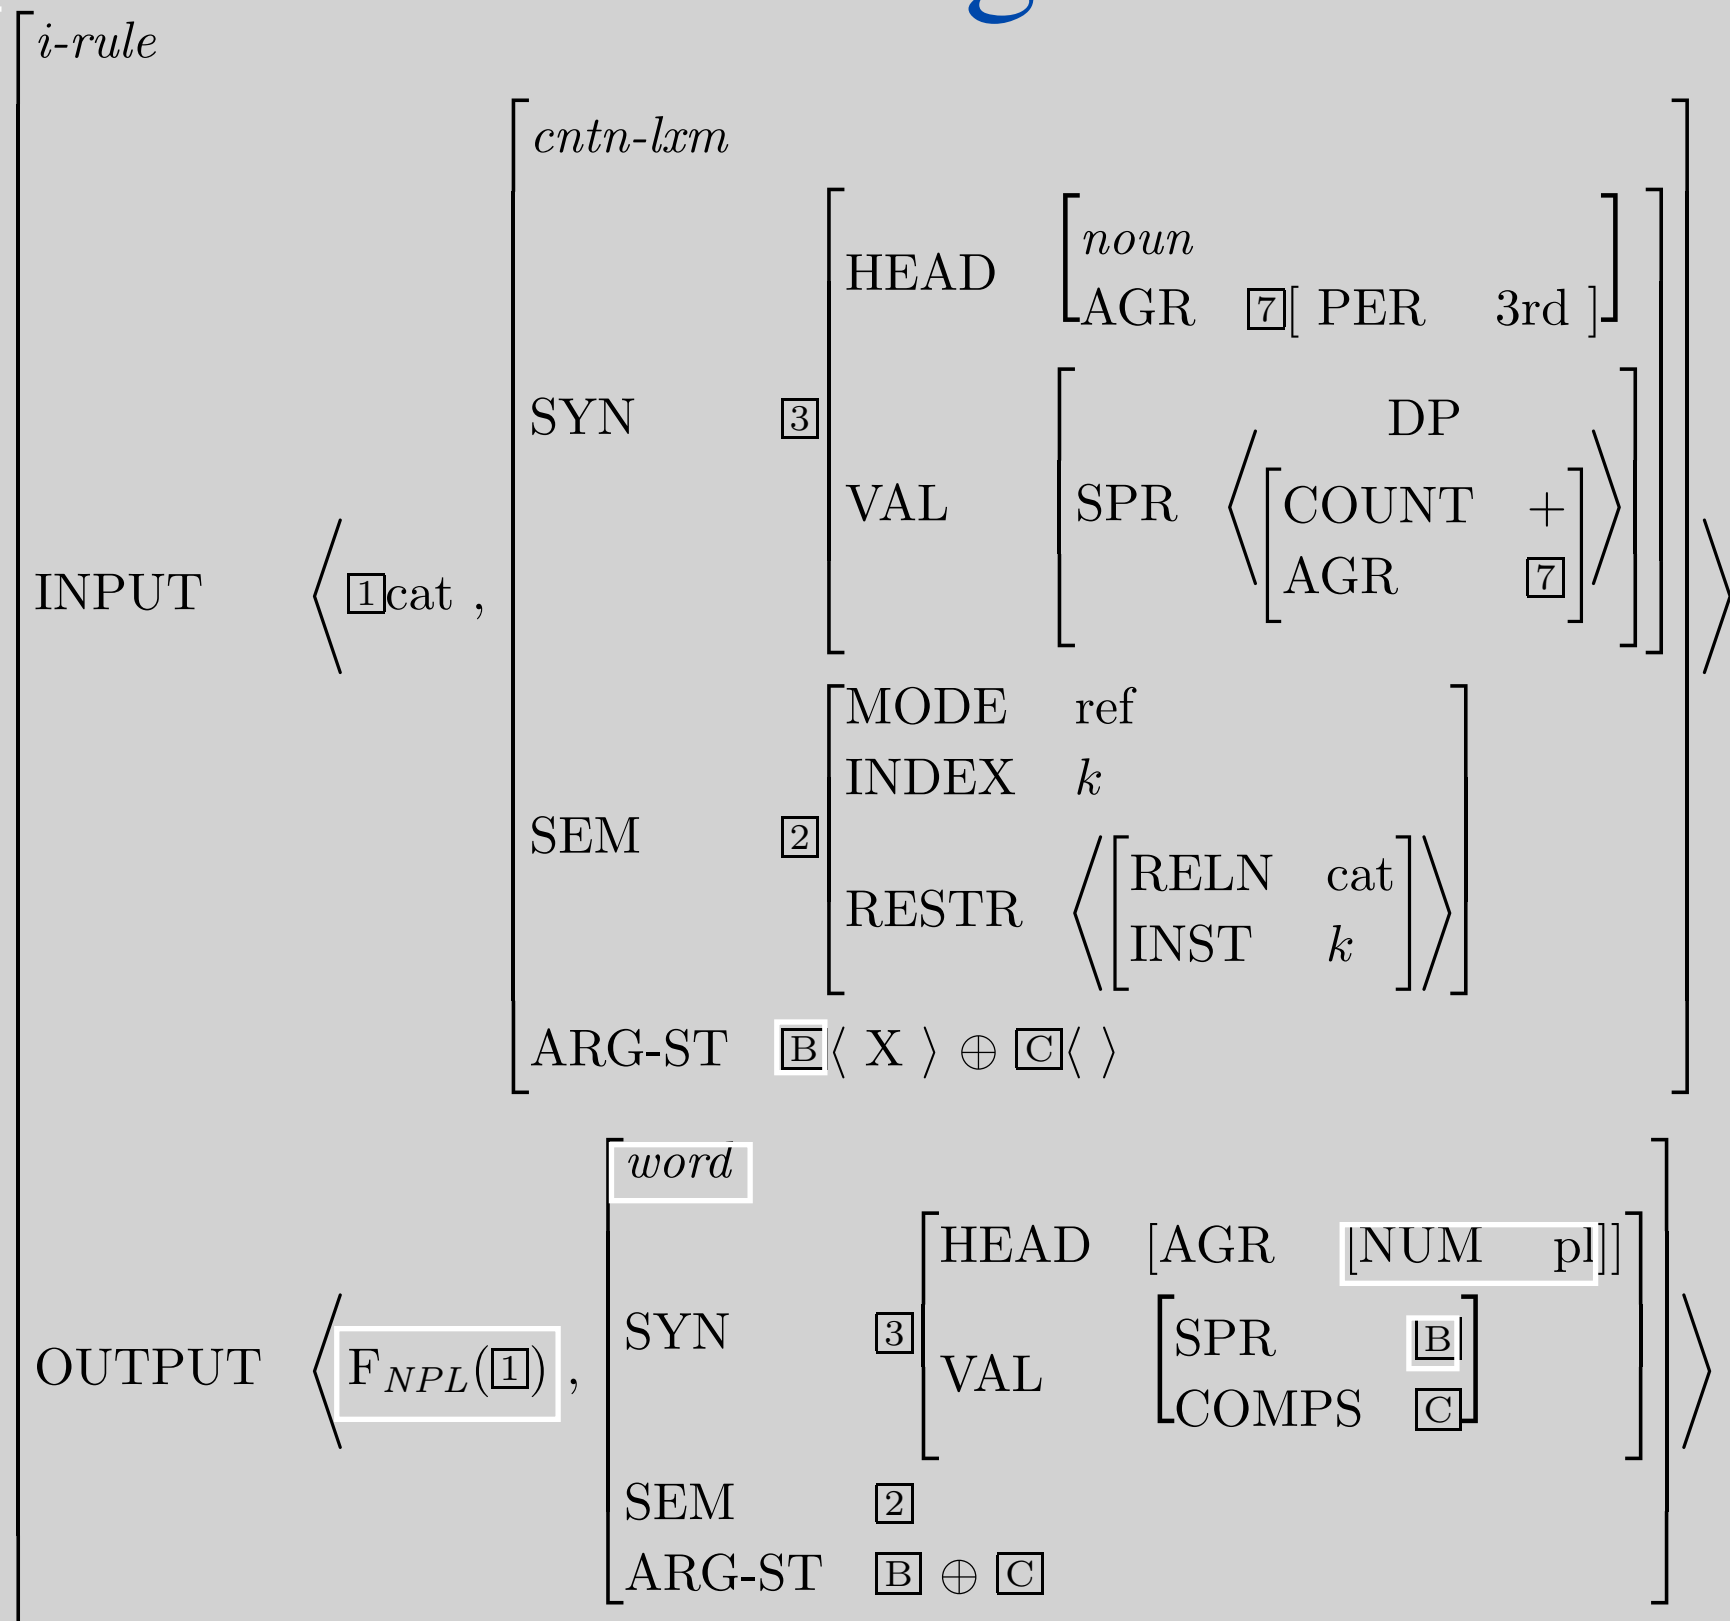 i-rule
cntn-lxm
noun
HEAD
AGR 7[ PER 3rd ]
SYN 3
DP
VAL SPR
COUNT +
AGR 7
INPUT ⟨ 1cat ,
MODE ref
INDEX k
SEM 2
RELN cat
RESTR
INST k
ARG-ST B⟨ X ⟩ ⊕ C⟨ ⟩
word
HEAD [AGR [NUM pl]]
SYN 3
SPR B
VAL
COMPS C
OUTPUT ⟨ F_NPL(1) ,
SEM 2
ARG-ST B ⊕ C